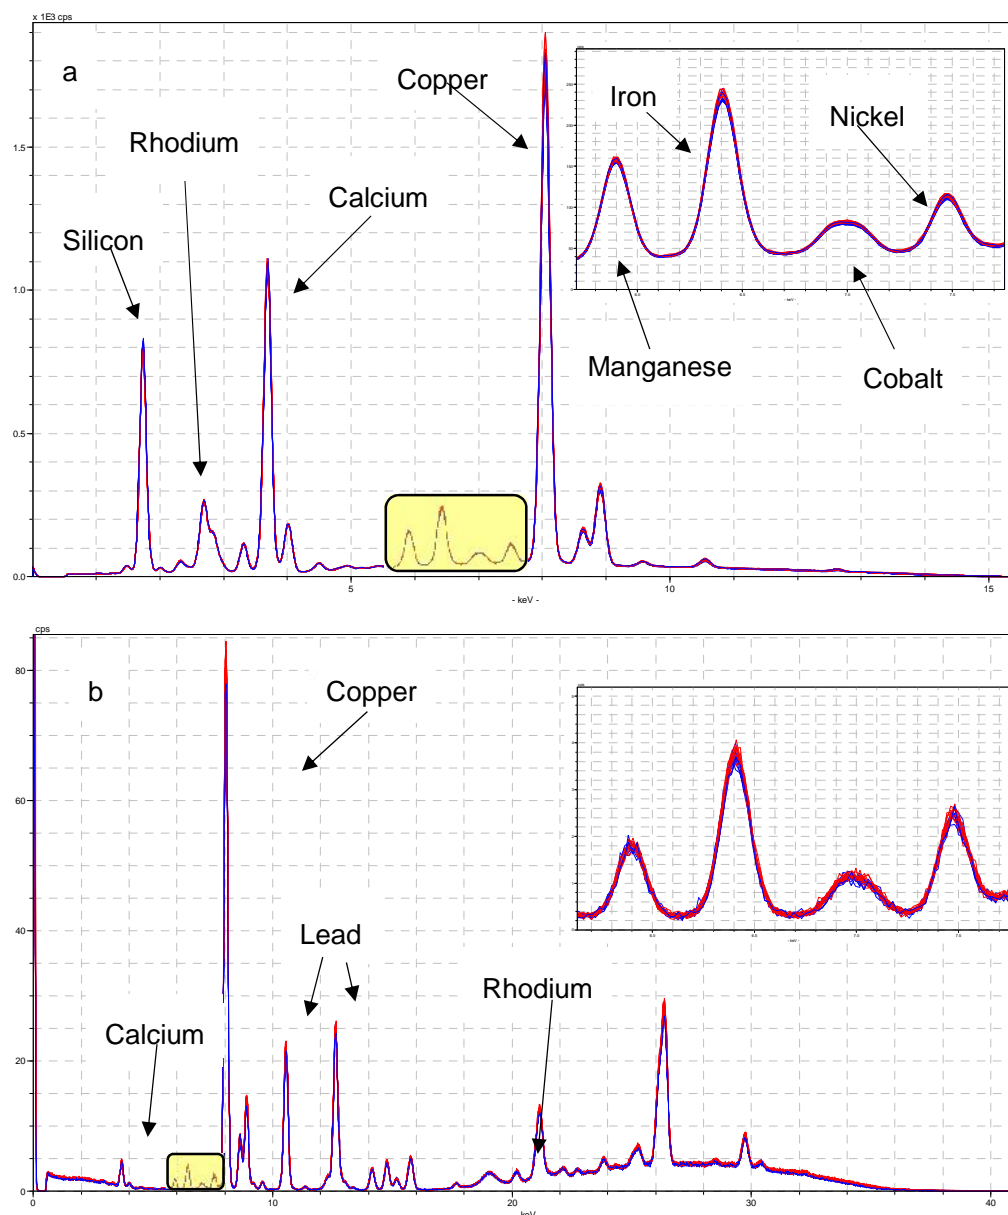 x 1E3 cps
a
Copper
Iron
Nickel
Rhodium
Calcium
Silicon
Manganese
Cobalt
1.5
1.0
0.5
0.0
5
10
15
- keV -
cps
b
Copper
Lead
Rhodium
Calcium
80
60
40
20
0
0
10
20
30
40
keV